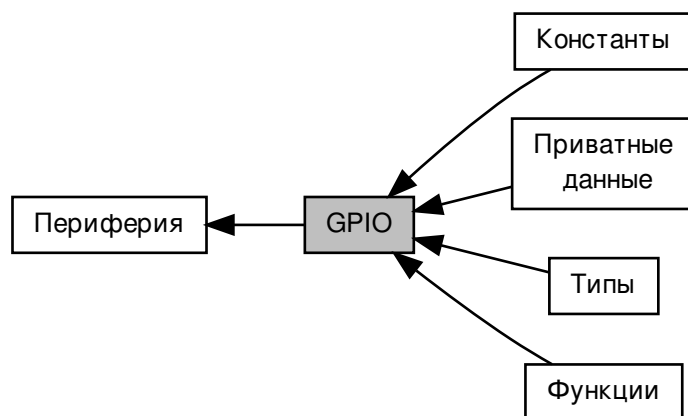 Константы
Приватные
данные
Периферия
GPIO
Типы
Функции